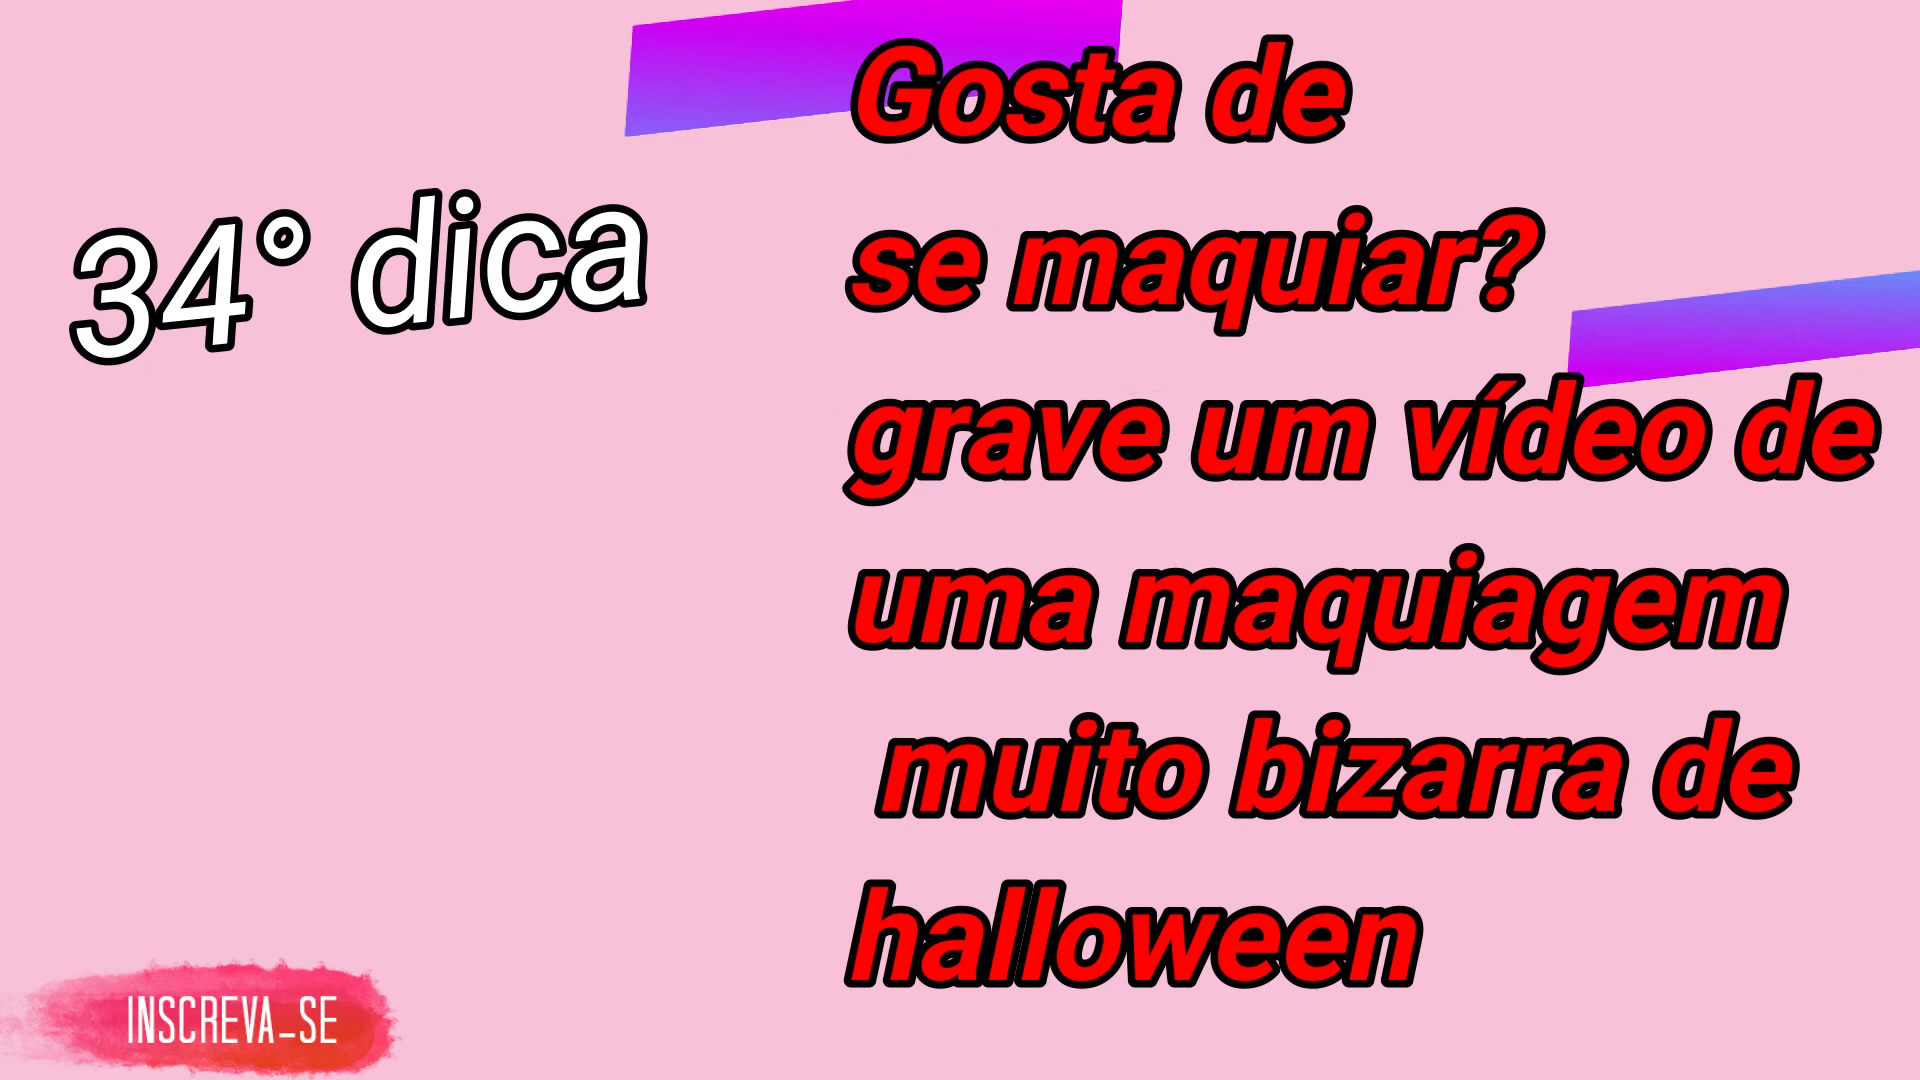 34° dica
Gosta de
se maquiar?
grave um vídeo de
uma maquiagem
muito bizarra de
halloween
INSCREVA_SE